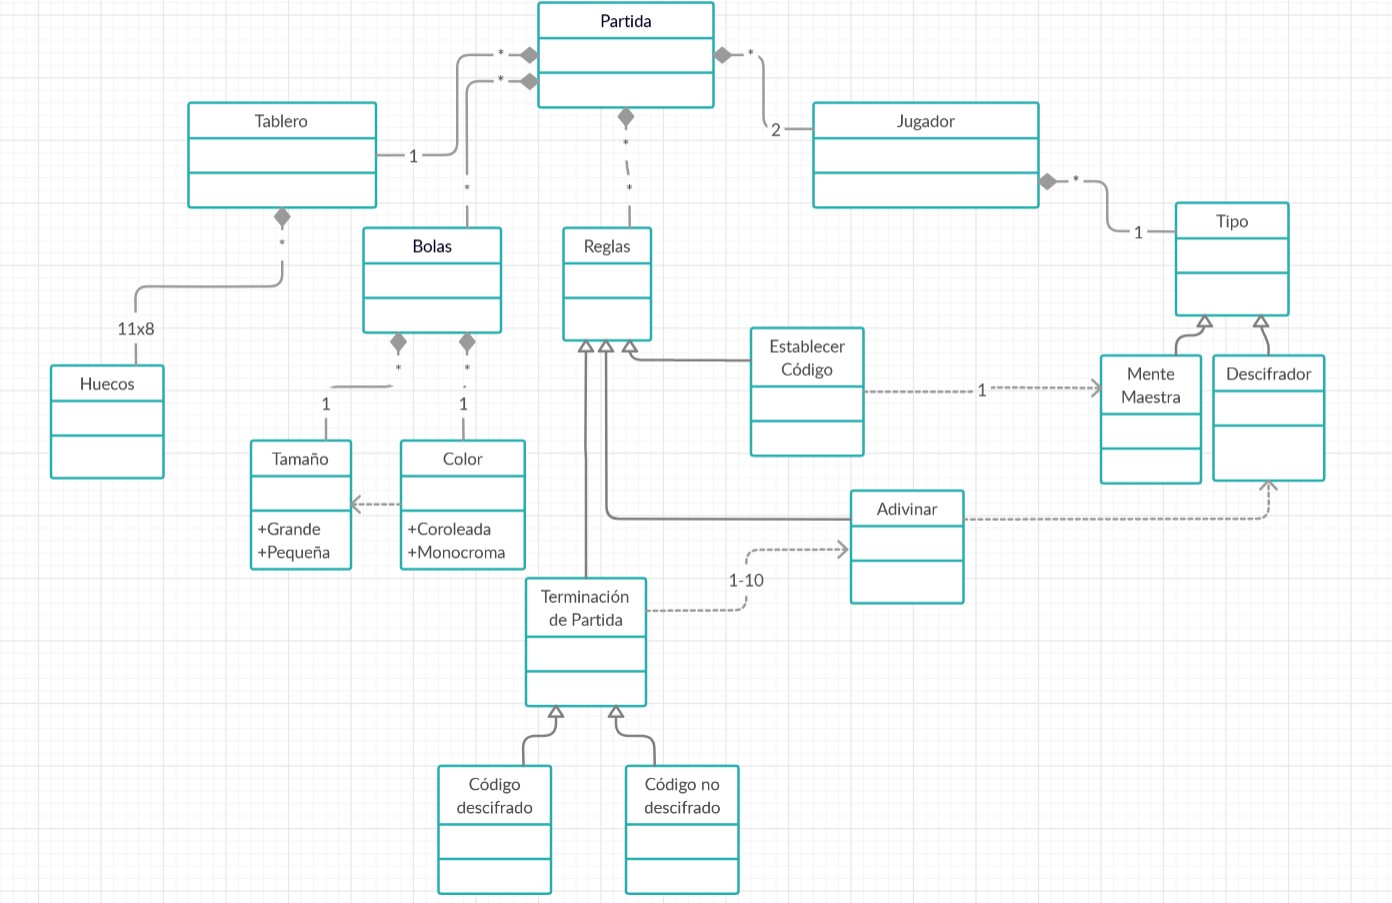 Partida
*
*
*
*
2
Jugador
Tablero
1
*
*
*
*
1
Tipo
*
Bolas
Reglas
11x8
Huecos
Establecer
Código
1
Mente
Maestra
Descifrador
*
*
1
1
Tamaño
+Grande
+Pequeña
Color
+Coroleada
+Monocroma
Adivinar
1-10
Terminación
de Partida
Código
descifrado
Código no
descifrado